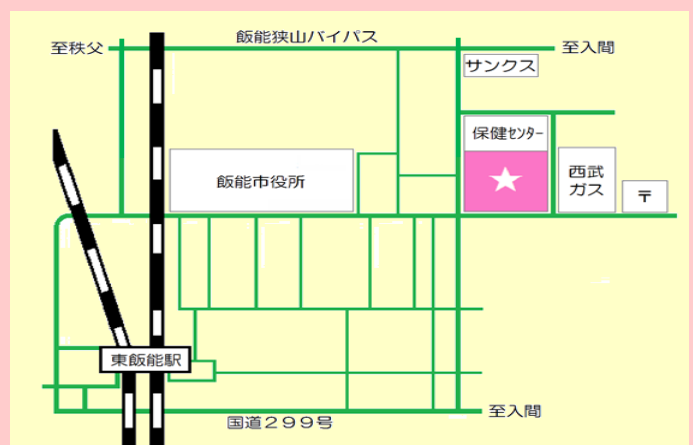 飯能狭山バイパス
至秩父
至入間
サンクス
保健センター
飯能市役所
西武
ガス
〒
東飯能駅
至入間
国道299号